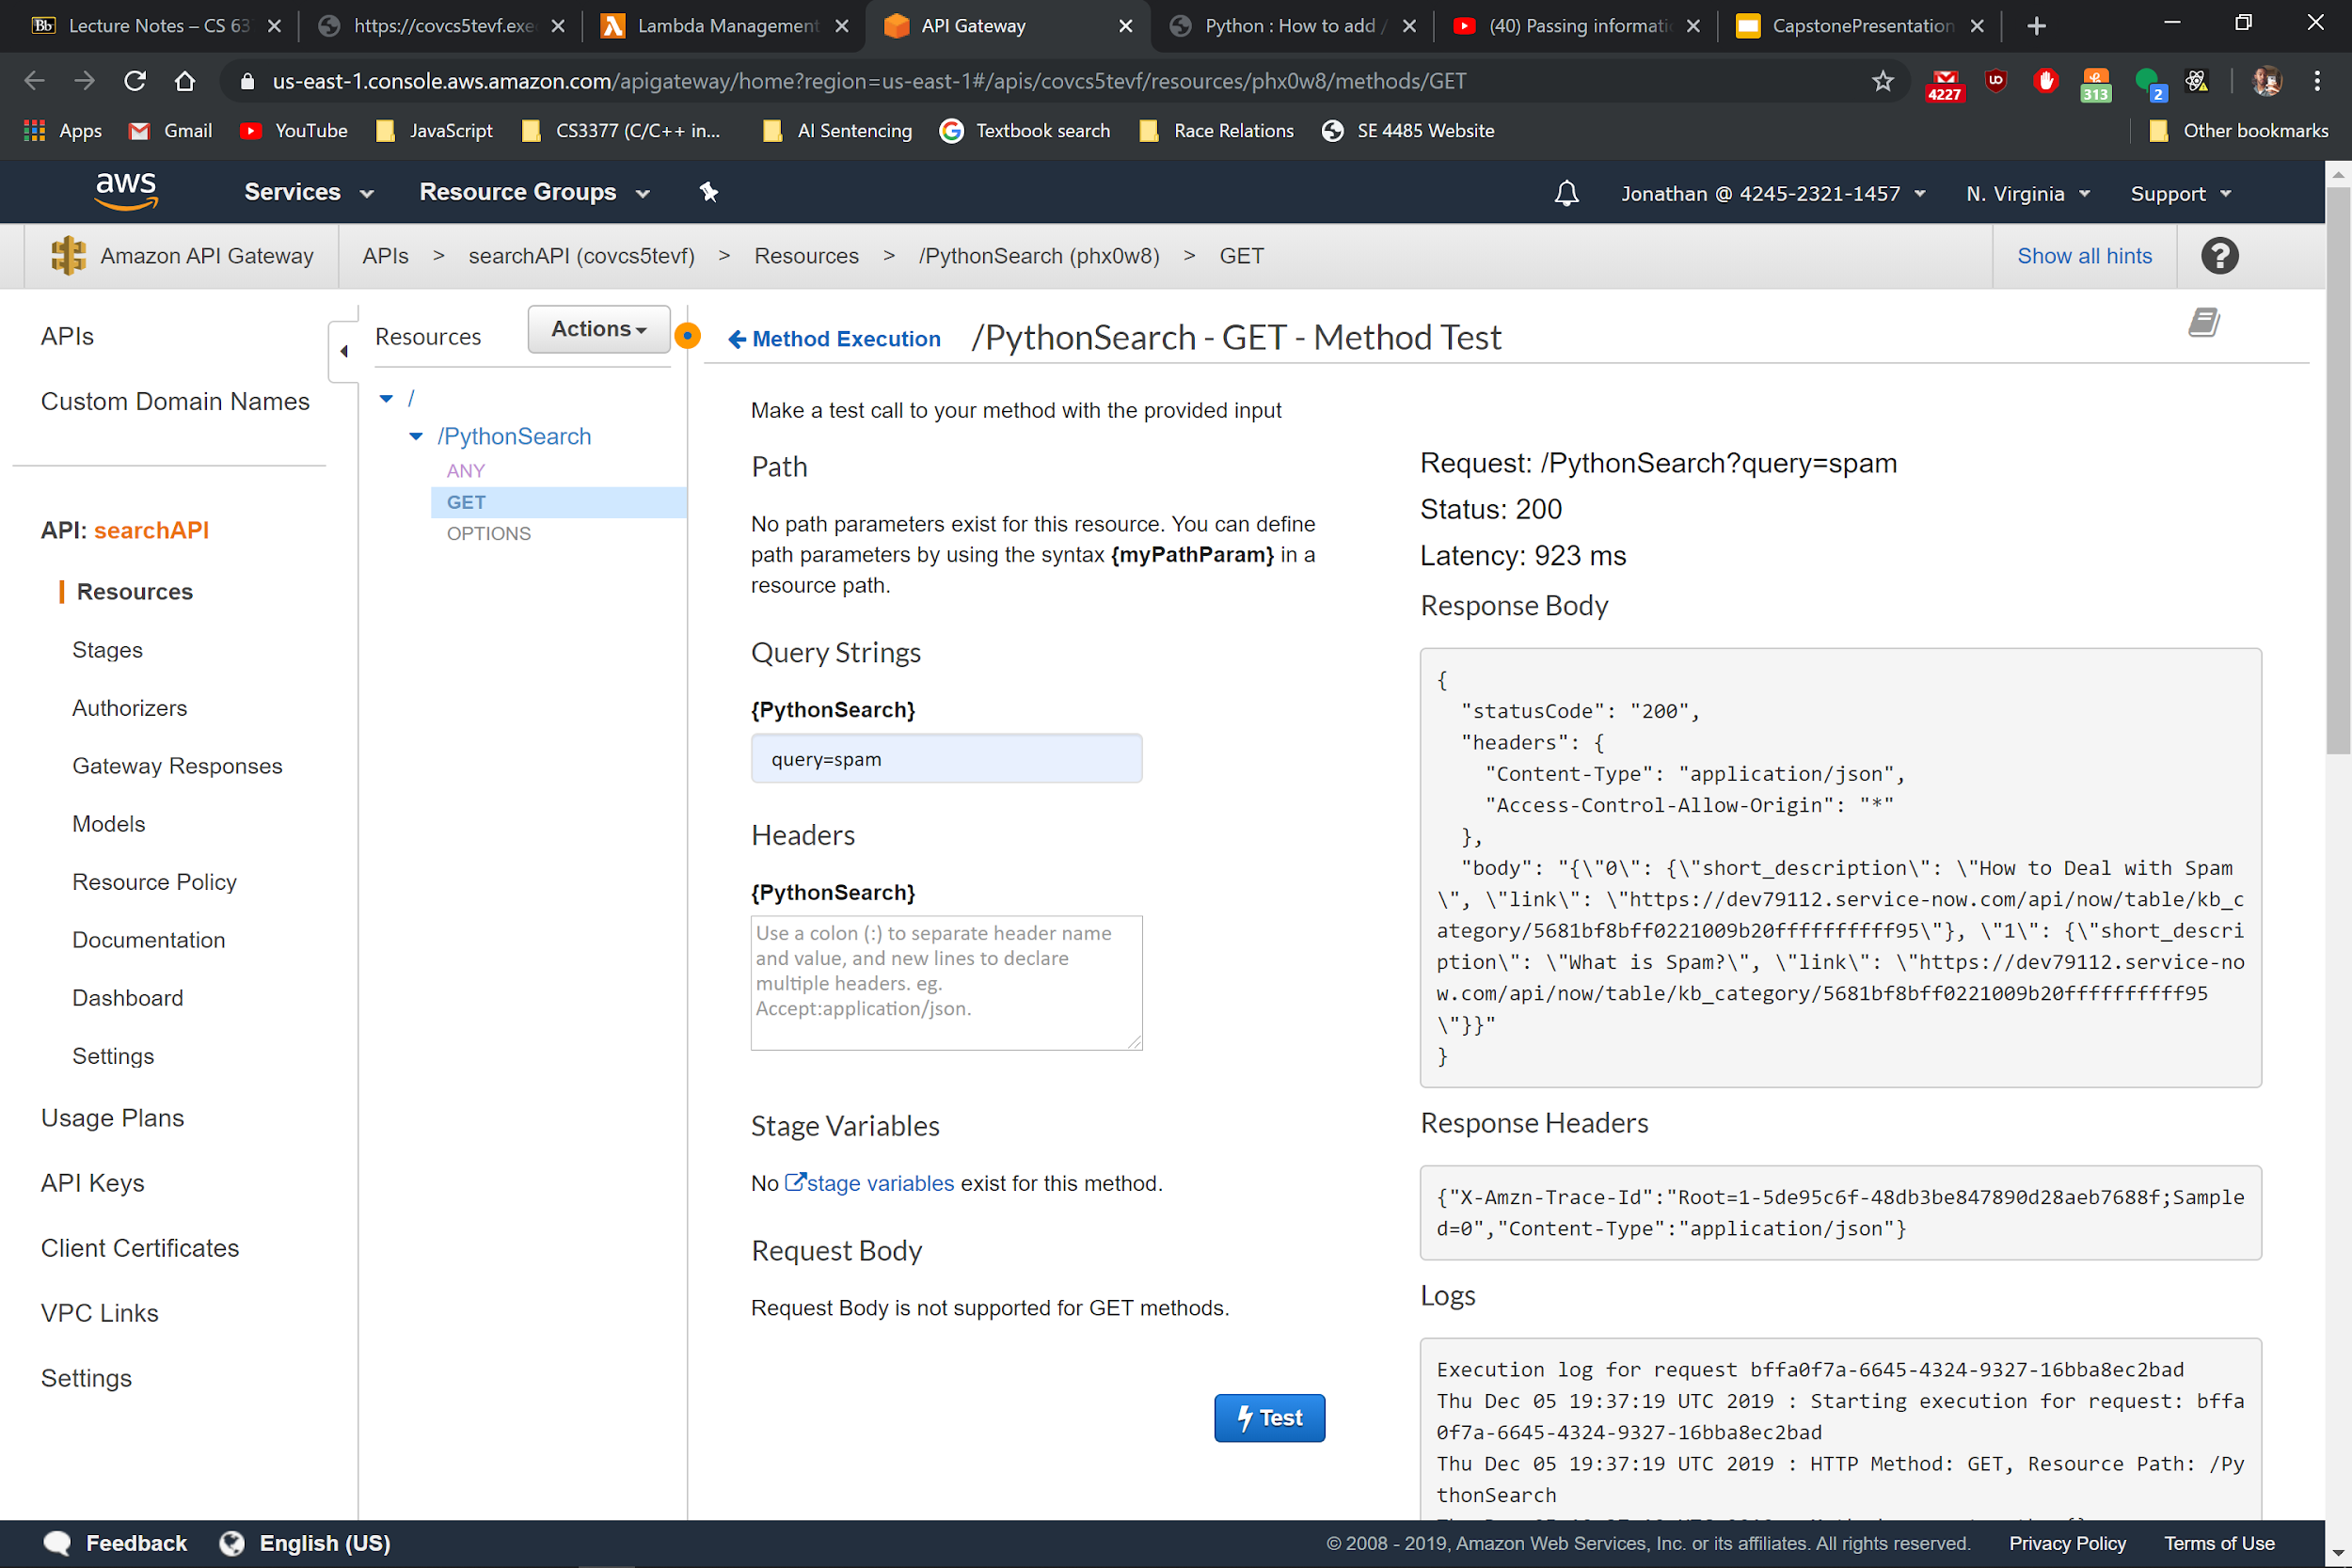 Bb Lecture Notes – CS 63
https://covcs5tevf.exe
Lambda Management
API Gateway
Python : How to add /
(40) Passing informati
CapstonePresentation
us-east-1.console.aws.amazon.com/apigateway/home?region=us-east-1#/apis/covcs5tevf/resources/phx0w8/methods/GET
4227
313
2
Apps Gmail YouTube JavaScript CS3377 (C/C++ in... AI Sentencing Textbook search Race Relations SE 4485 Website Other bookmarks
aws Services Resource Groups Jonathan @ 4245-2321-1457 N. Virginia Support
Amazon API Gateway APIs > searchAPI (covcs5tevf) > Resources > /PythonSearch (phx0w8) > GET Show all hints ?
APIs
Custom Domain Names
API: searchAPI
Resources
Stages
Authorizers
Gateway Responses
Models
Resource Policy
Documentation
Dashboard
Settings
Usage Plans
API Keys
Client Certificates
VPC Links
Settings
Resources Actions
/
/PythonSearch
ANY
GET
OPTIONS
Method Execution /PythonSearch - GET - Method Test
Make a test call to your method with the provided input
Path
No path parameters exist for this resource. You can define
path parameters by using the syntax {myPathParam} in a
resource path.
Query Strings
{PythonSearch}
query=spam
Headers
{PythonSearch}
Use a colon (:) to separate header name
and value, and new lines to declare
multiple headers. eg.
Accept:application/json.
Stage Variables
No stage variables exist for this method.
Request Body
Request Body is not supported for GET methods.
Test
Request: /PythonSearch?query=spam
Status: 200
Latency: 923 ms
Response Body
{
"statusCode": "200",
"headers": {
"Content-Type": "application/json",
"Access-Control-Allow-Origin": "*"
},
"body": "{\"0\": {\"short_description\": \"How to Deal with Spam
\", \"link\": \"https://dev79112.service-now.com/api/now/table/kb_c
ategory/5681bf8bff0221009b20ffffffffff95\"}, \"1\": {\"short_descri
ption\": \"What is Spam?\", \"link\": \"https://dev79112.service-no
w.com/api/now/table/kb_category/5681bf8bff0221009b20ffffffffff95
\"}}"
}
Response Headers
{"X-Amzn-Trace-Id":"Root=1-5de95c6f-48db3be847890d28aeb7688f;Sample
d=0","Content-Type":"application/json"}
Logs
Execution log for request bffa0f7a-6645-4324-9327-16bba8ec2bad
Thu Dec 05 19:37:19 UTC 2019 : Starting execution for request: bffa
0f7a-6645-4324-9327-16bba8ec2bad
Thu Dec 05 19:37:19 UTC 2019 : HTTP Method: GET, Resource Path: /Py
thonSearch
Feedback English (US) © 2008 - 2019, Amazon Web Services, Inc. or its affiliates. All rights reserved. Privacy Policy Terms of Use